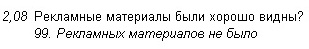 2,08 Рекламные материалы были хорошо видны?
99. Рекламных материалов не было